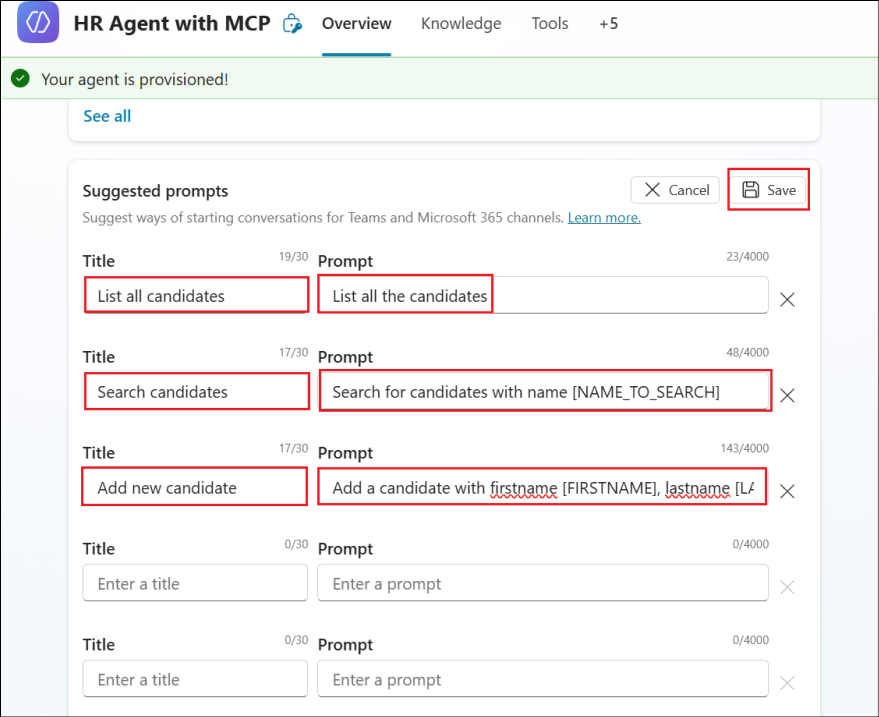 HR Agent with MCP Overview Knowledge Tools +5
Your agent is provisioned!
See all
Suggested prompts Cancel Save
Suggest ways of starting conversations for Teams and Microsoft 365 channels. Learn more.
Title 19/30 Prompt 23/4000
List all candidates List all the candidates
Title 17/30 Prompt 48/4000
Search candidates Search for candidates with name [NAME_TO_SEARCH]
Title 17/30 Prompt 143/4000
Add new candidate Add a candidate with firstname [FIRSTNAME], lastname [LA
Title 0/30 Prompt 0/4000
Enter a title Enter a prompt
Title 0/30 Prompt 0/4000
Enter a title Enter a prompt